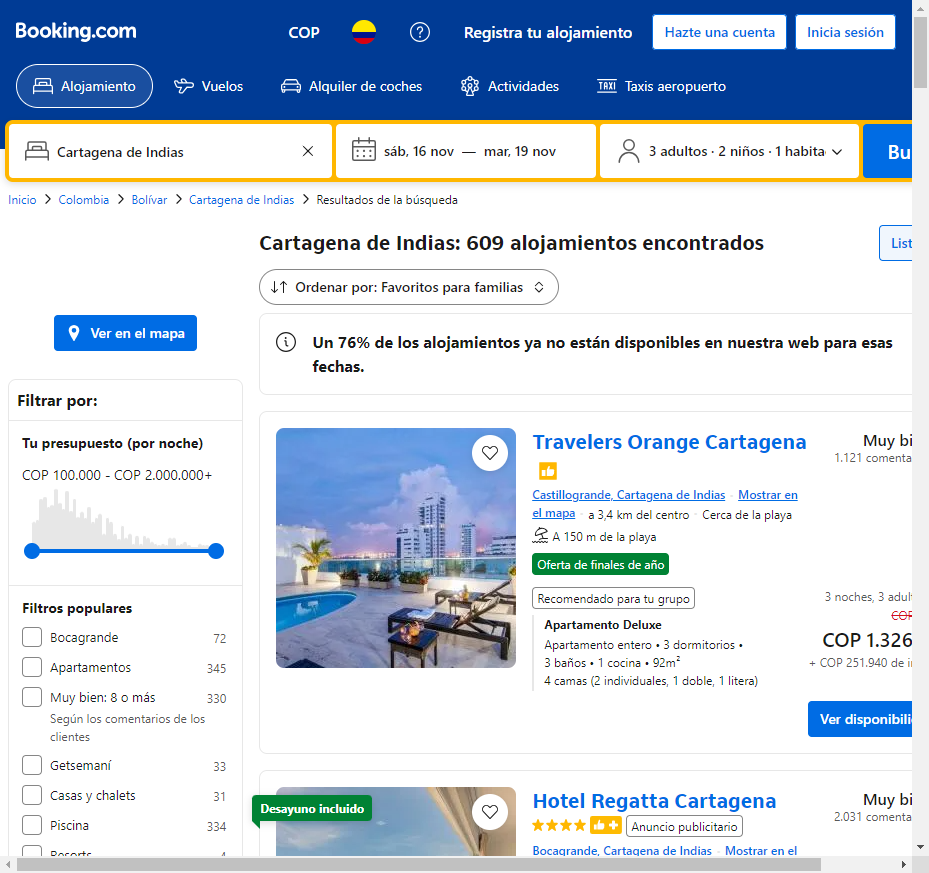 Booking.com
COP
Registra tu alojamiento
Hazte una cuenta
Inicia sesión
Alojamiento
Vuelos
Alquiler de coches
Actividades
TAXI
Taxis aeropuerto
Cartagena de Indias
sáb, 16 nov — mar, 19 nov
3 adultos · 2 niños · 1 habita
Bu
Inicio > Colombia > Bolívar > Cartagena de Indias > Resultados de la búsqueda
Cartagena de Indias: 609 alojamientos encontrados
List
Ordenar por: Favoritos para familias
Ver en el mapa
Un 76% de los alojamientos ya no están disponibles en nuestra web para esas
fechas.
Filtrar por:
Tu presupuesto (por noche)
COP 100.000 - COP 2.000.000+
Filtros populares
Bocagrande 72
Apartamentos 345
Muy bien: 8 o más 330
Según los comentarios de los
clientes
Getsemaní 33
Casas y chalets 31
Piscina 334
Resorts 4
Travelers Orange Cartagena
Muy bi
1.121 comenta
Castillogrande, Cartagena de Indias · Mostrar en
el mapa · a 3,4 km del centro · Cerca de la playa
A 150 m de la playa
Oferta de finales de año
Recomendado para tu grupo
Apartamento Deluxe
Apartamento entero • 3 dormitorios •
3 baños • 1 cocina • 92m²
4 camas (2 individuales, 1 doble, 1 litera)
3 noches, 3 adult
COP
COP 1.326
+ COP 251.940 de i
Ver disponibili
Desayuno incluido
Hotel Regatta Cartagena
Muy bi
2.031 comenta
Anuncio publicitario
Bocagrande, Cartagena de Indias · Mostrar en el